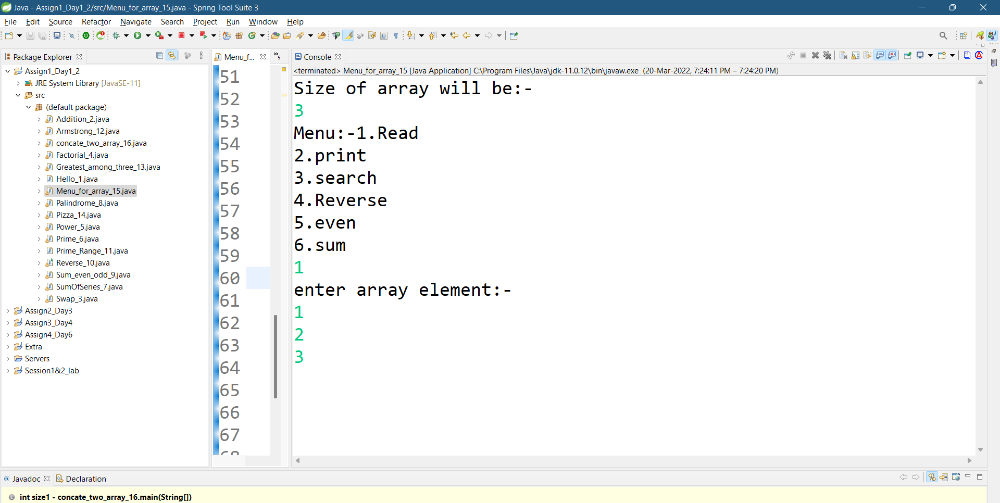 Java - Assign1_Day1_2/src/Menu_for_array_15.java - Spring Tool Suite 3
File Edit Source Refactor Navigate Search Project Run Window Help
Package Explorer
Assign1_Day1_2
JRE System Library [JavaSE-11]
src
(default package)
Addition_2.java
Armstrong_12.java
concate_two_array_16.java
Factorial_4.java
Greatest_among_three_13.java
Hello_1.java
Menu_for_array_15.java
Palindrome_8.java
Pizza_14.java
Power_5.java
Prime_6.java
Prime_Range_11.java
Reverse_10.java
Sum_even_odd_9.java
SumOfSeries_7.java
Swap_3.java
Assign2_Day3
Assign3_Day4
Assign4_Day6
Extra
Servers
Session1&2_lab
Menu_f... »5
51
52
53
54
55
56
57
58
59
60
61
62
63
64
65
66
67
68
Console
<terminated> Menu_for_array_15 [Java Application] C:\Program Files\Java\jdk-11.0.12\bin\javaw.exe (20-Mar-2022, 7:24:11 PM – 7:24:20 PM)
Size of array will be:-
3
Menu:-1.Read
2.print
3.search
4.Reverse
5.even
6.sum
1
enter array element:-
1
2
3
@ Javadoc Declaration
int size1 - concate_two_array_16.main(String[])